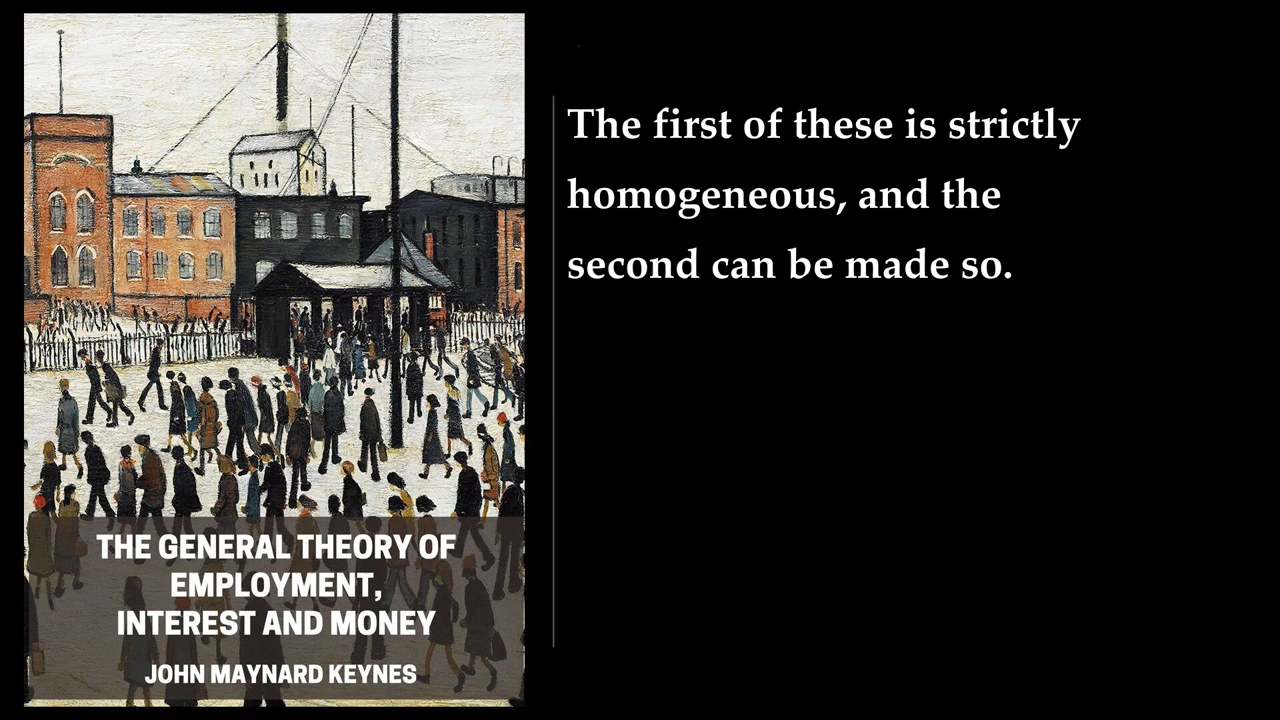 THE GENERAL THEORY OF
EMPLOYMENT,
INTEREST AND MONEY
JOHN MAYNARD KEYNES
The first of these is strictly
homogeneous, and the
second can be made so.